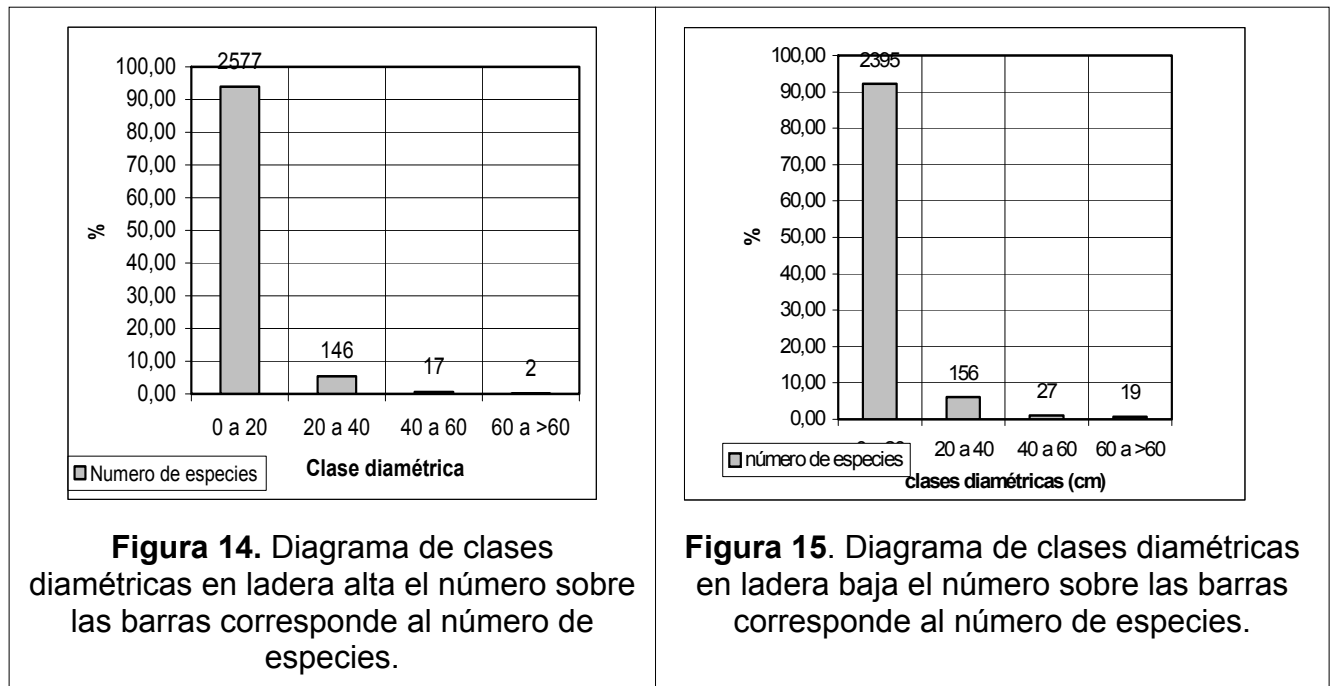 2577
100,00
90,00
80,00
70,00
60,00
50,00
40,00
30,00
20,00
10,00
0,00
%
146
17
2
0 a 20 20 a 40 40 a 60 60 a >60
Numero de especies
Clase diamétrica
Figura 14. Diagrama de clases
diamétricas en ladera alta el número sobre
las barras corresponde al número de
especies.
2395
100,00
90,00
80,00
70,00
60,00
50,00
40,00
30,00
20,00
10,00
0,00
%
156
27
19
20 a 40 40 a 60 60 a >60
número de especies
clases diamétricas (cm)
Figura 15. Diagrama de clases diamétricas
en ladera baja el número sobre las barras
corresponde al número de especies.